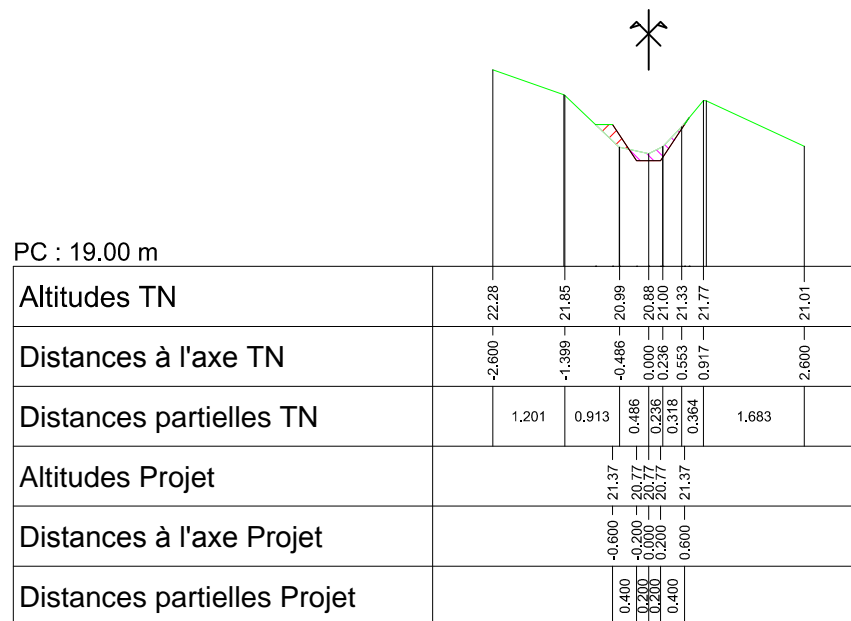 PC : 19.00 m
Altitudes TN 22.28 21.85 20.99 20.88 21.00 21.33 21.77 21.01
Distances à l'axe TN -2.600 -1.399 -0.486 0.000 0.236 0.553 0.917 2.600
Distances partielles TN 1.201 0.913 0.486 0.236 0.318 0.364 1.683
Altitudes Projet 21.37 20.77 20.77 20.77 21.37
Distances à l'axe Projet -0.600 -0.200 0.000 0.200 0.600
Distances partielles Projet 0.400 0.200 0.200 0.400